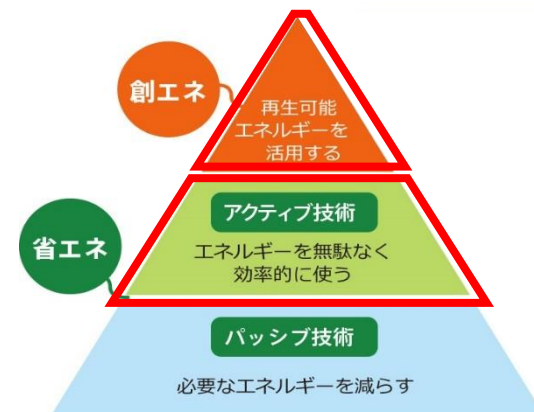 創エネ
再生可能
エネルギーを
活用する
アクティブ技術
省エネ
エネルギーを無駄なく
効率的に使う
パッシブ技術
必要なエネルギーを減らす